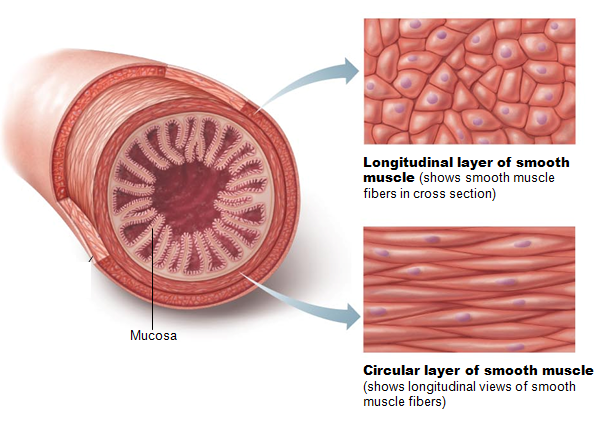 Longitudinal layer of smooth
muscle (shows smooth muscle
fibers in cross section)
Mucosa
Circular layer of smooth muscle
(shows longitudinal views of smooth
muscle fibers)